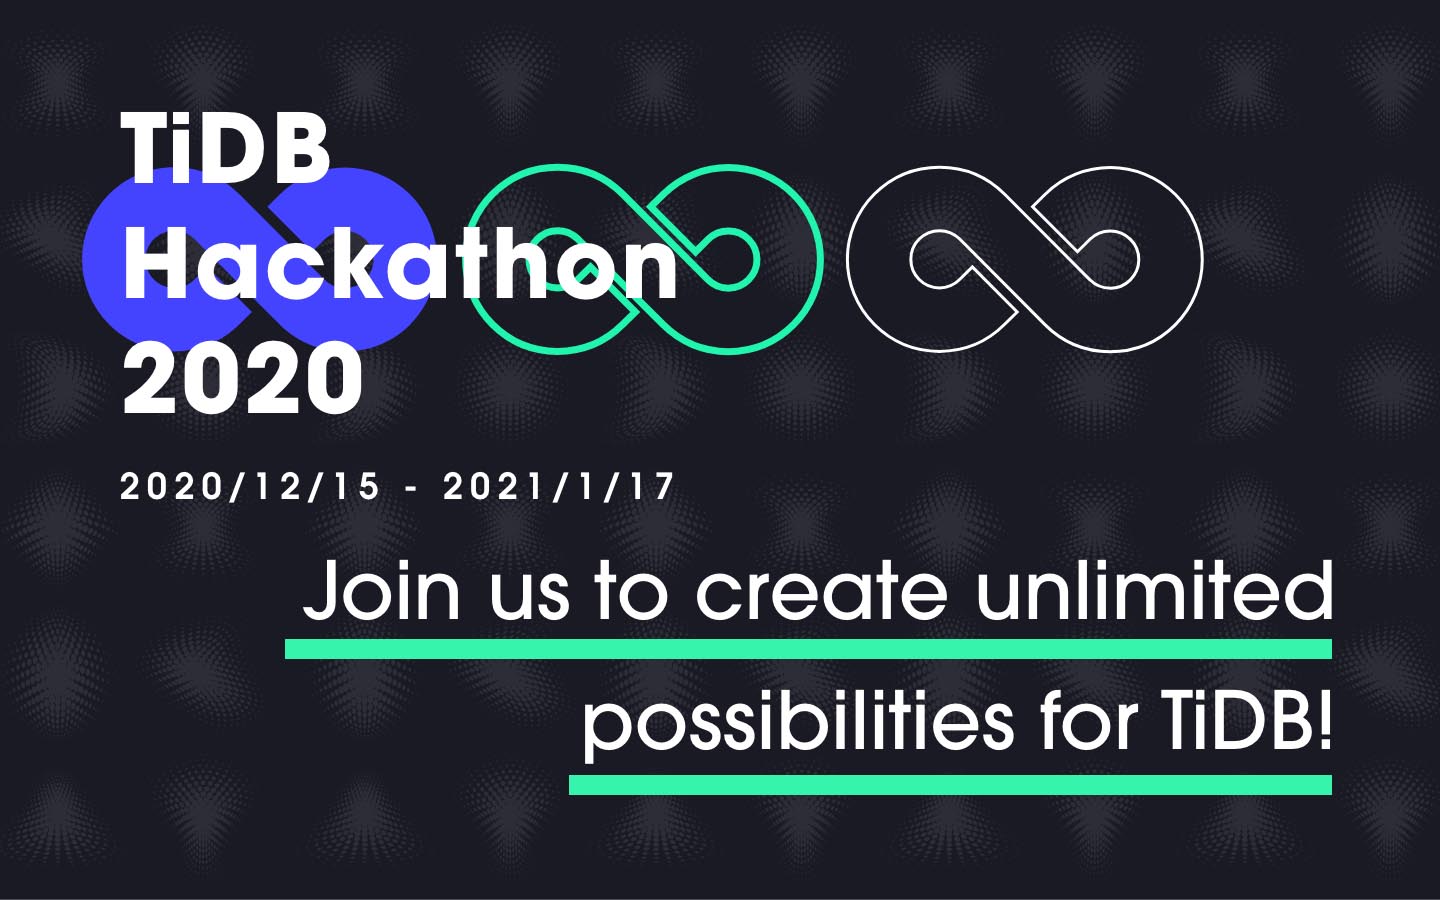 TiDB
Hackathon
2020
2020/12/15 - 2021/1/17
Join us to create unlimited
possibilities for TiDB!